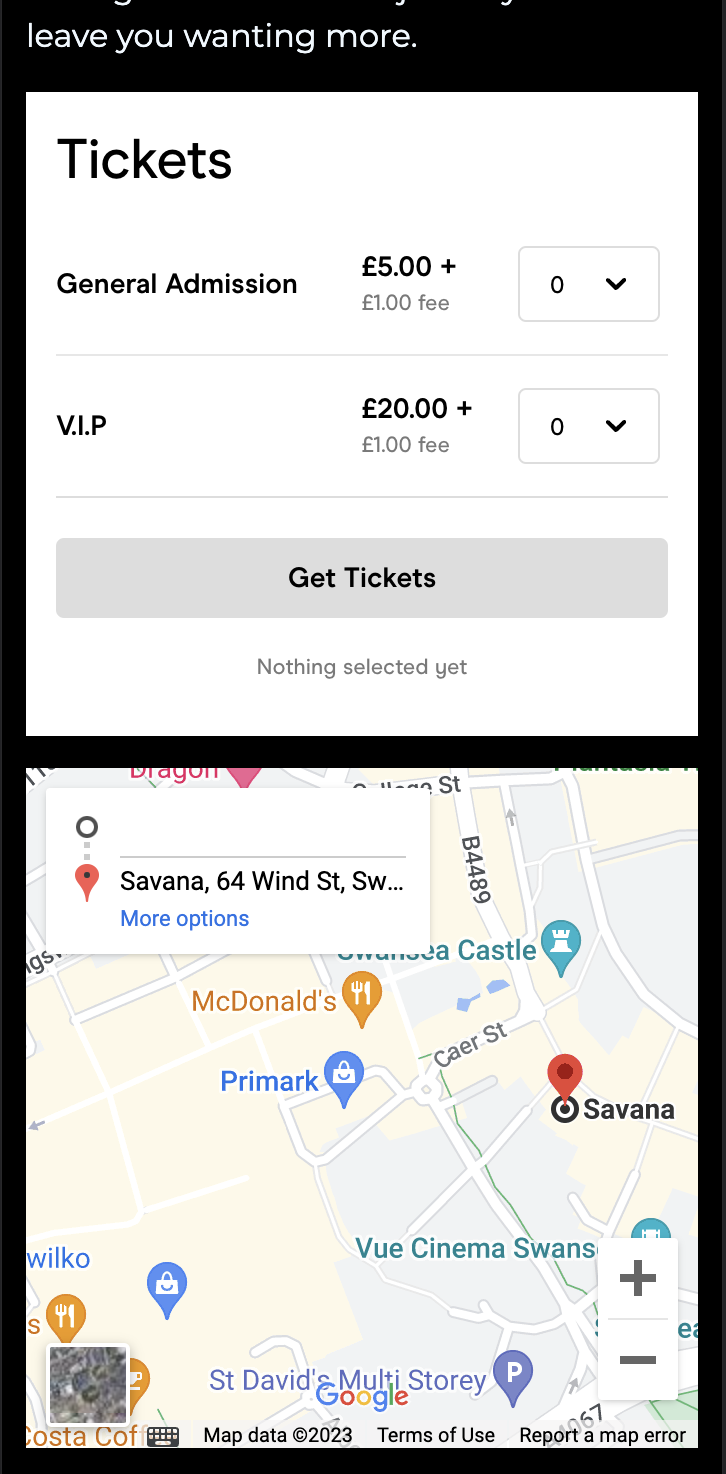 leave you wanting more.
Tickets
General Admission
£5.00 +
£1.00 fee
0
V.I.P
£20.00 +
£1.00 fee
0
Get Tickets
Nothing selected yet
Dragon
St
B4489
Savana, 64 Wind St, Sw...
More options
Swansea Castle
McDonald's
Caer St
Primark
Savana
Vue Cinema Swans
wilko
s
P
St David's Multi Storey
Google
A4067
Costa Coff
Map data ©2023
Terms of Use
Report a map error